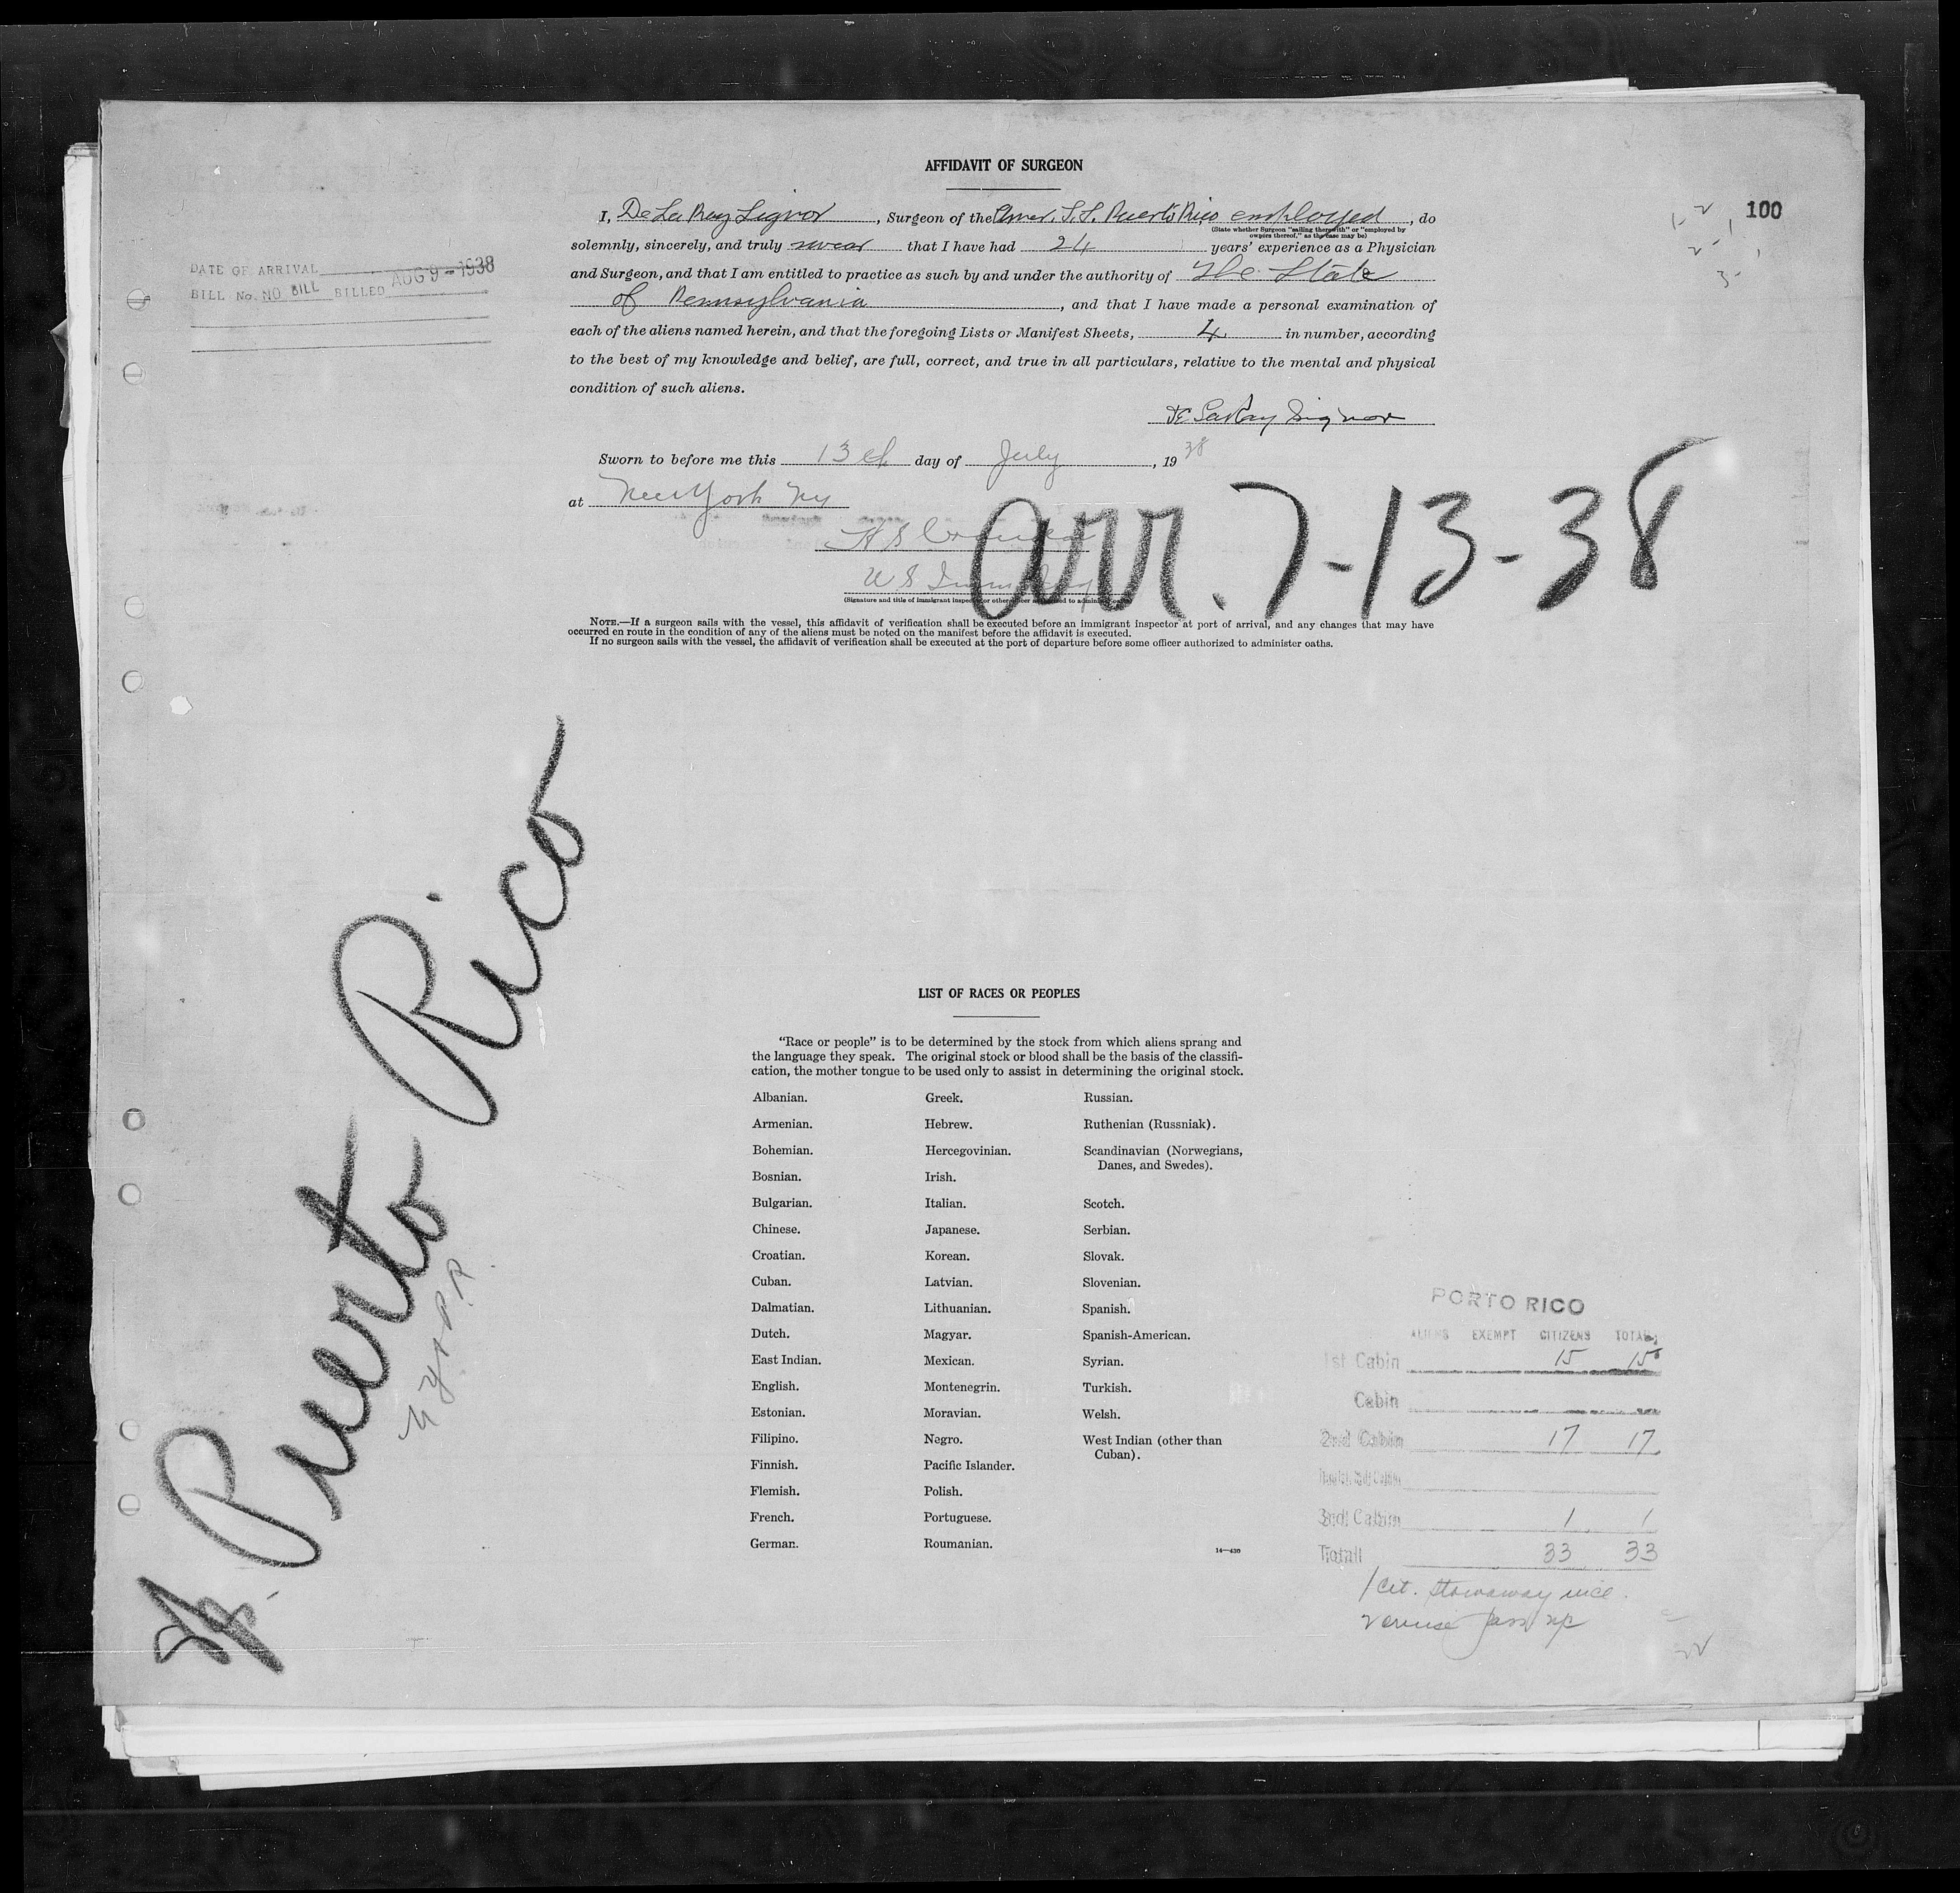 AFFIDAVIT OF SURGEON
100
I, De La Ray Signor, Surgeon of the Amer. S.S. Puerto Rico employed, do
(State whether Surgeon "sailing therewith" or "employed by
owners thereof," as the case may be)
solemnly, sincerely, and truly swear that I have had 24 years' experience as a Physician
and Surgeon, and that I am entitled to practice as such by and under the authority of The State
of Pennsylvania, and that I have made a personal examination of
each of the aliens named herein, and that the foregoing Lists or Manifest Sheets, 4 in number, according
to the best of my knowledge and belief, are full, correct, and true in all particulars, relative to the mental and physical
condition of such aliens.
De LaRay Signor
DATE OF ARRIVAL
BILL No. NO BILL BILLED AUG 9 - 1938
1-2
2-1
3-
Sworn to before me this 13th day of July, 1938
at New York NY
arr. 7-13-38
U S Imm Insp
(Signature and title of immigrant inspector or other officer authorized to administer
NOTE.—If a surgeon sails with the vessel, this affidavit of verification shall be executed before an immigrant inspector at port of arrival, and any changes that may have
occurred en route in the condition of any of the aliens must be noted on the manifest before the affidavit is executed.
If no surgeon sails with the vessel, the affidavit of verification shall be executed at the port of departure before some officer authorized to administer oaths.
Puerto Rico
LIST OF RACES OR PEOPLES
"Race or people" is to be determined by the stock from which aliens sprang and
the language they speak. The original stock or blood shall be the basis of the classifi-
cation, the mother tongue to be used only to assist in determining the original stock.
Albanian. Greek. Russian.
Armenian. Hebrew. Ruthenian (Russniak).
Bohemian. Hercegovinian. Scandinavian (Norwegians,
Danes, and Swedes).
Bosnian. Irish.
Bulgarian. Italian. Scotch.
Chinese. Japanese. Serbian.
Croatian. Korean. Slovak.
Cuban. Latvian. Slovenian.
Dalmatian. Lithuanian. Spanish.
Dutch. Magyar. Spanish-American.
East Indian. Mexican. Syrian.
English. Montenegrin. Turkish.
Estonian. Moravian. Welsh.
Filipino. Negro. West Indian (other than
Cuban).
Finnish. Pacific Islander.
Flemish. Polish.
French. Portuguese.
German. Roumanian.
14—430
PORTO RICO
ALIENS EXEMPT CITIZENS TOTAL
1st Cabin 15 15
Cabin
2nd Cabin 17 17
3rd Cabin 1 1
Total 33 33
1 cit. stowaway